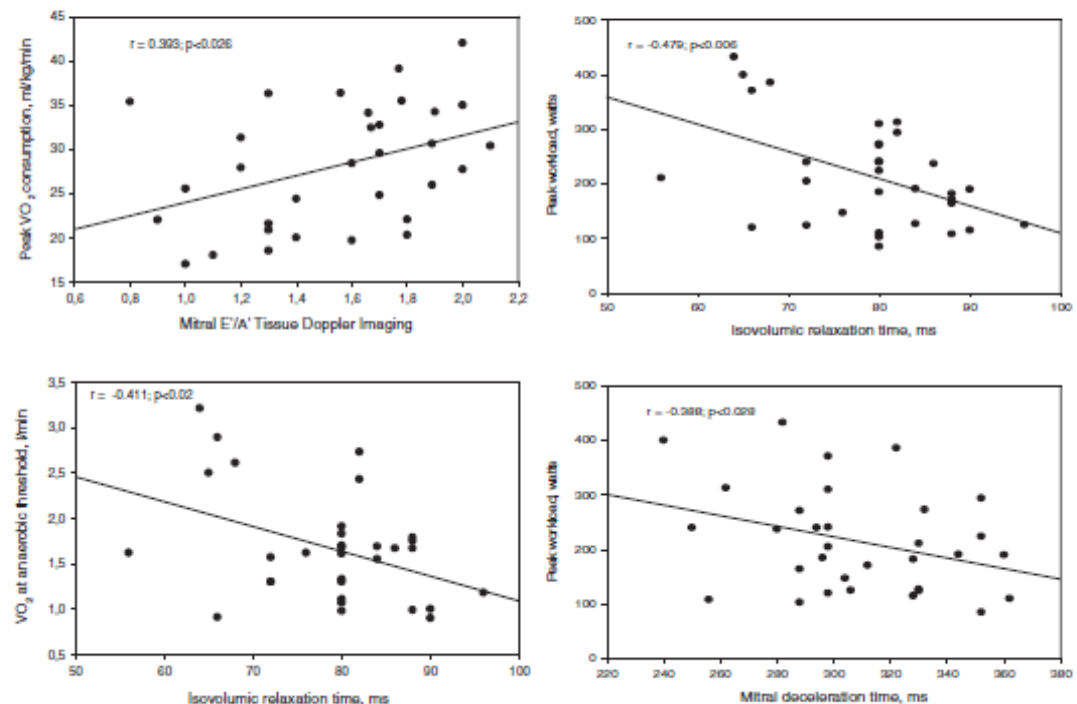 45
40
35
30
25
20
15
r = 0.393; p<0.026
Peak VO2 consumption, ml/kg/min
0,6 0,8 1,0 1,2 1,4 1,6 1,8 2,0 2,2
Mitral E'/A' Tissue Doppler Imaging
500
400
300
200
100
0
r = -0.479; p<0.006
Peak workload, watts
50 60 70 80 90 100
Isovolumic relaxation time, ms
3,5
3,0
2,5
2,0
1,5
1,0
0,5
r = -0.411; p<0.02
VO2 at anaerobic threshold, l/min
50 60 70 80 90 100
Isovolumic relaxation time, ms
500
400
300
200
100
0
r = -0.388; p<0.028
Peak workload, watts
220 240 260 280 300 320 340 360 380
Mitral deceleration time, ms